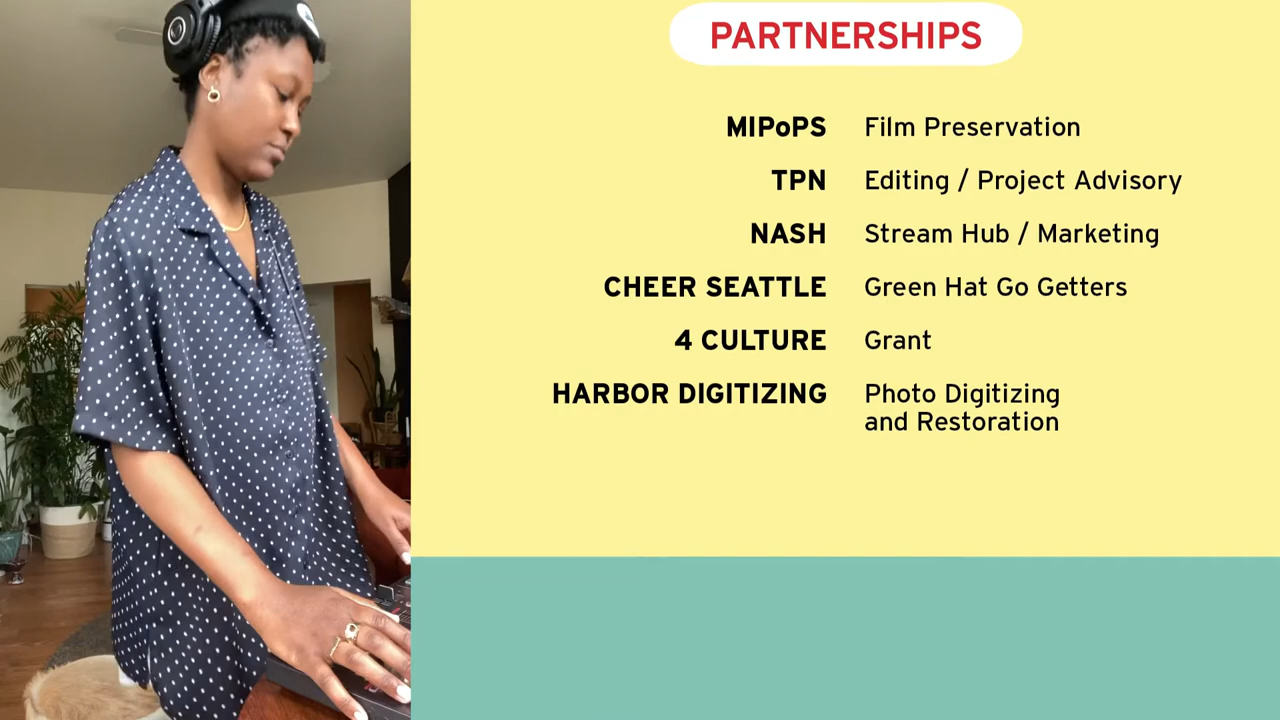 PARTNERSHIPS
MIPoPS Film Preservation
TPN Editing / Project Advisory
NASH Stream Hub / Marketing
CHEER SEATTLE Green Hat Go Getters
4 CULTURE Grant
HARBOR DIGITIZING Photo Digitizing
and Restoration